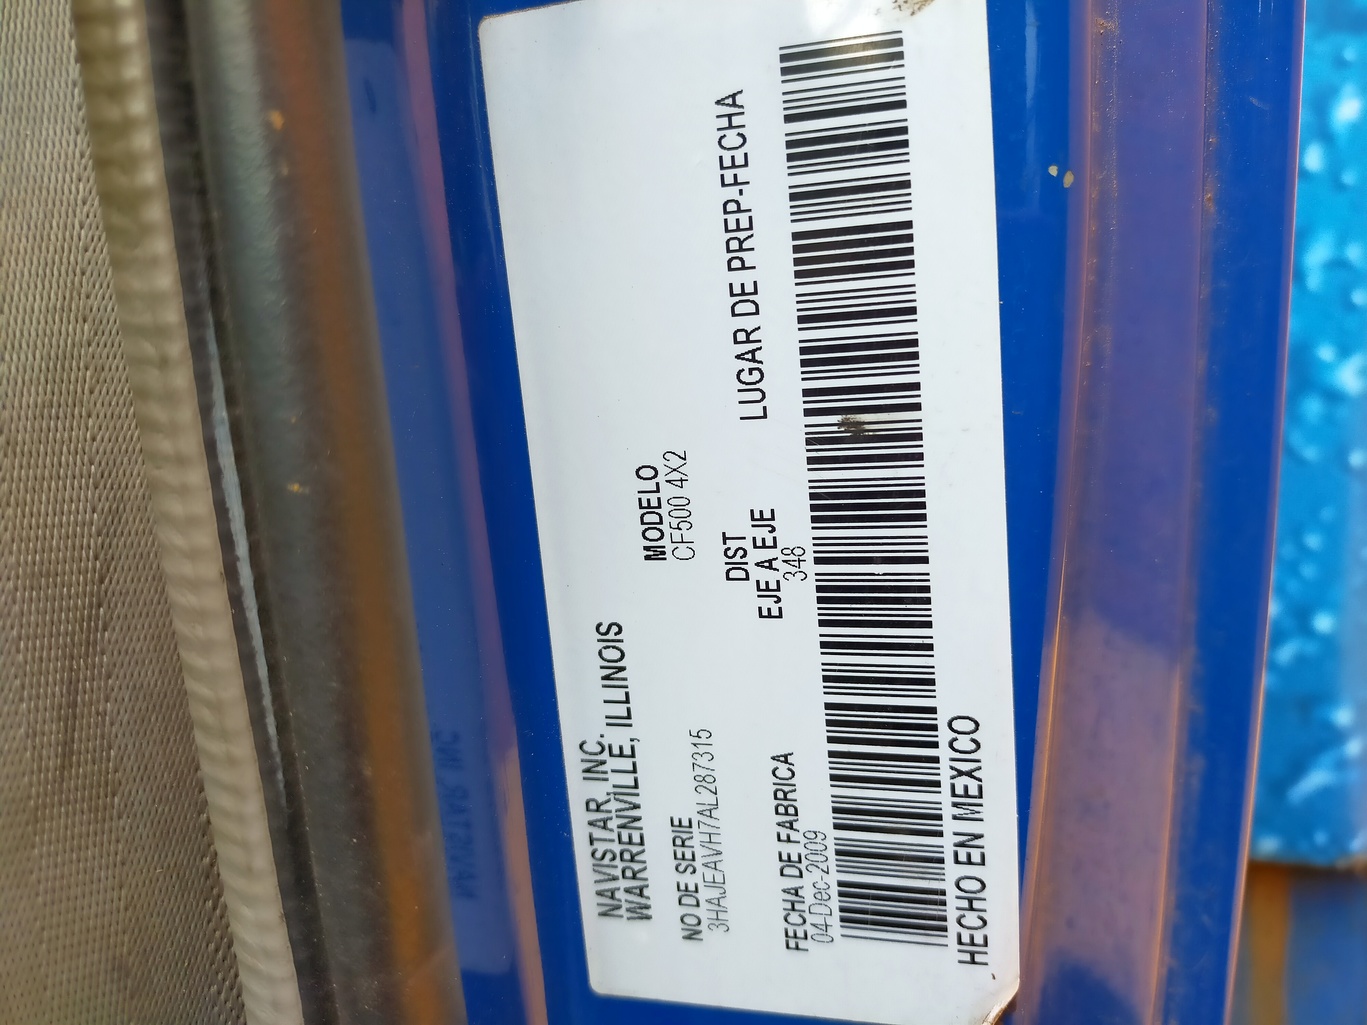 NAVISTAR, INC.
WARRENVILLE, ILLINOIS
NO DE SERIE
3HAJEAVH7AL287315
MODELO
CF500 4X2
FECHA DE FABRICA
04-Dec-2009
DIST
EJE A EJE
348
LUGAR DE PREP-FECHA
HECHO EN MEXICO